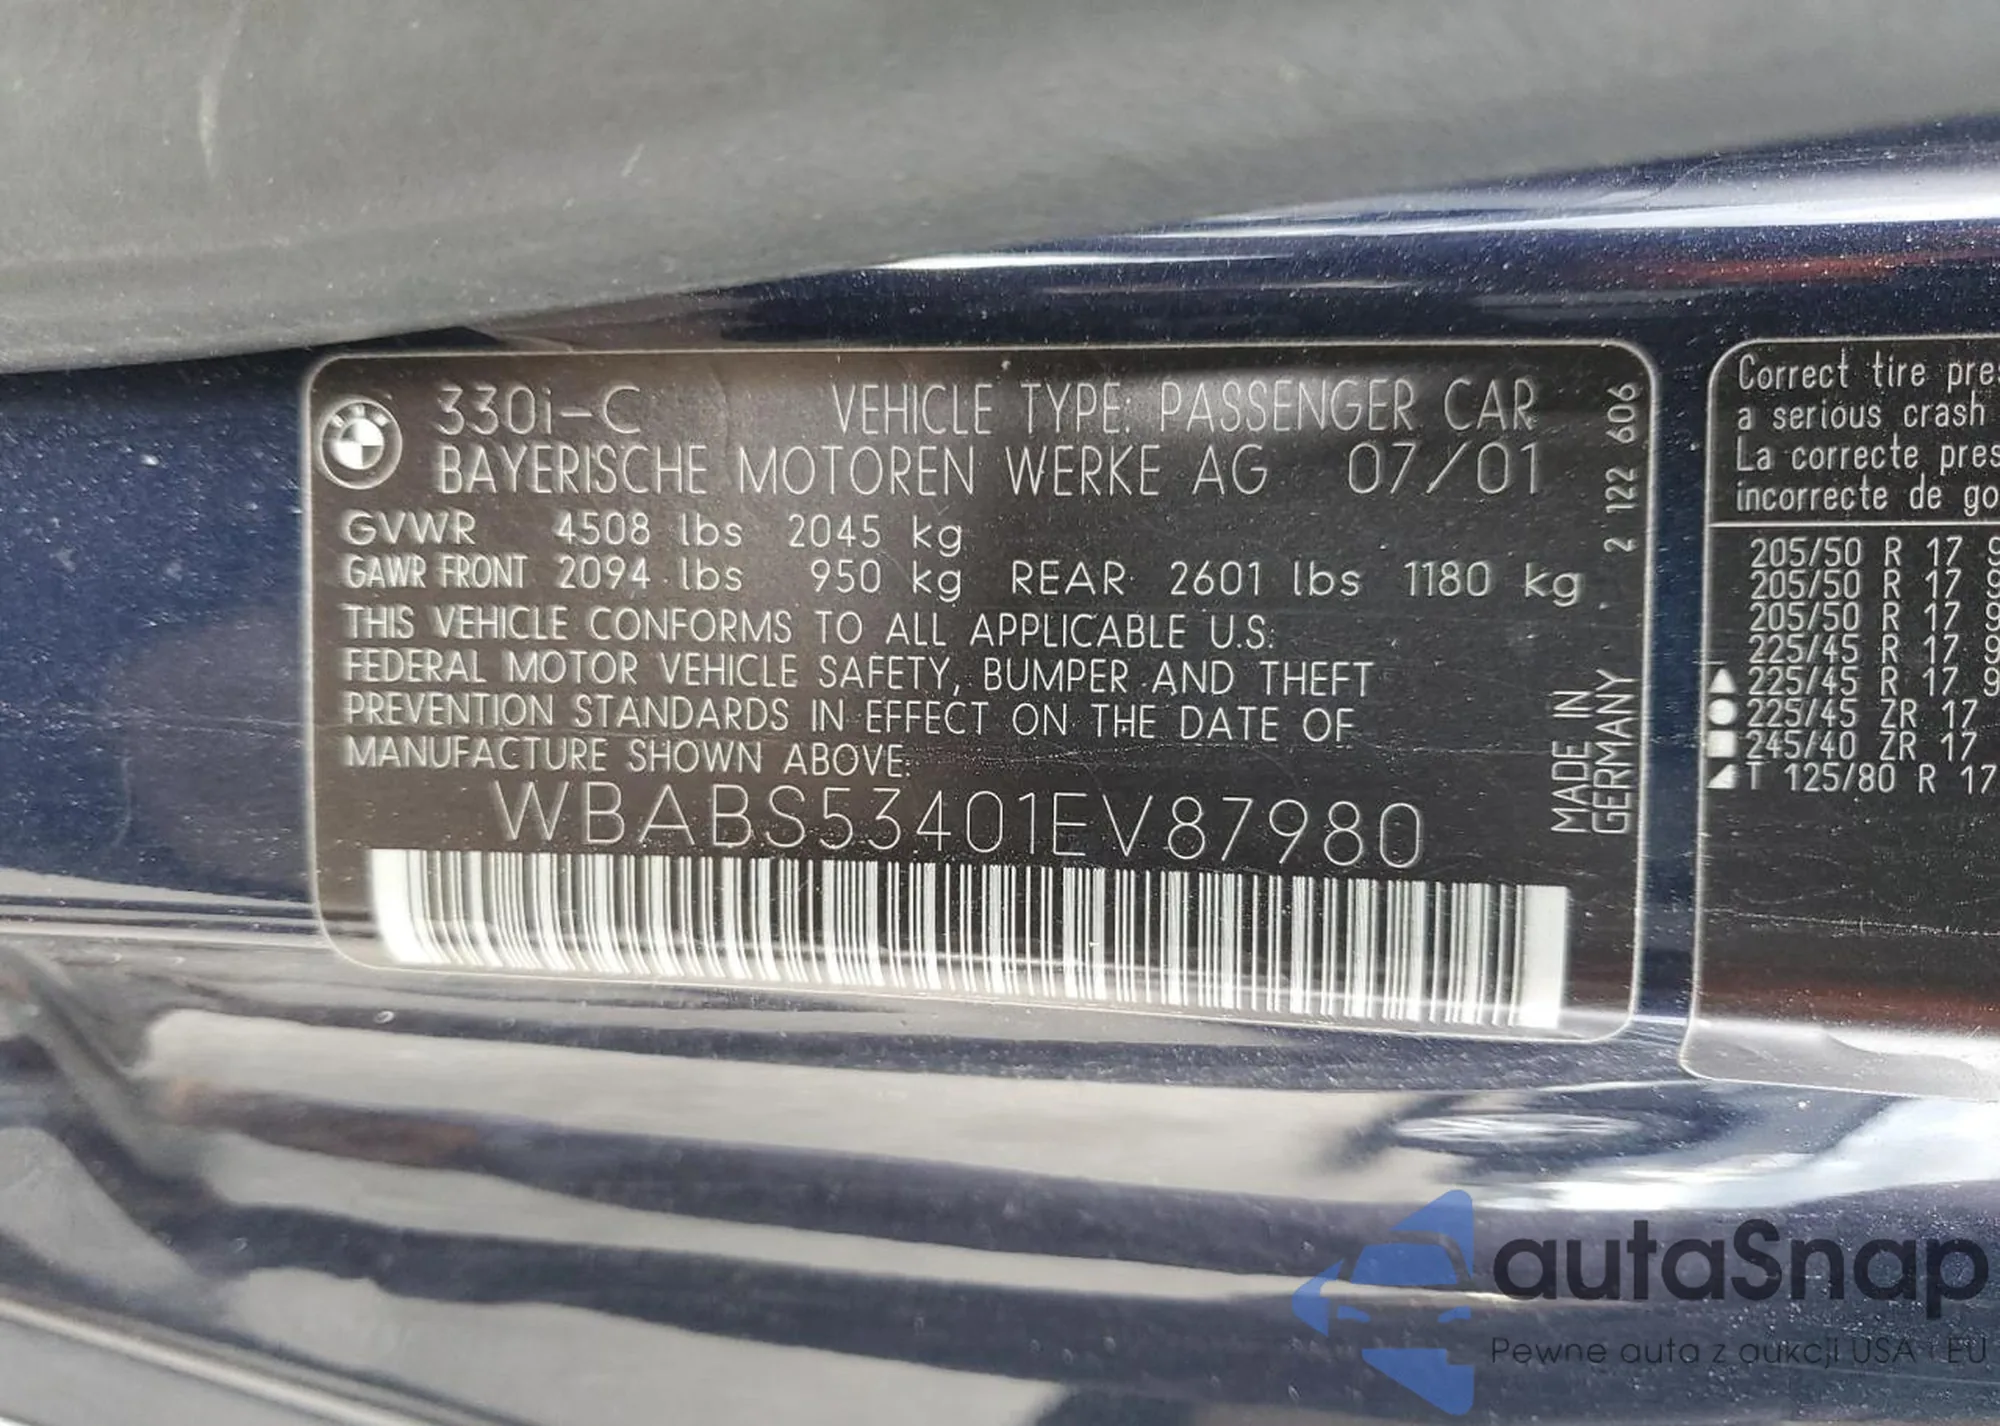 330i-C VEHICLE TYPE: PASSENGER CAR
BAYERISCHE MOTOREN WERKE AG 07/01
GVWR 4508 lbs 2045 kg
GAWR FRONT 2094 lbs 950 kg REAR 2601 lbs 1180 kg
THIS VEHICLE CONFORMS TO ALL APPLICABLE U.S.
FEDERAL MOTOR VEHICLE SAFETY, BUMPER AND THEFT
PREVENTION STANDARDS IN EFFECT ON THE DATE OF
MANUFACTURE SHOWN ABOVE:
WBABS53401EV87980
2 122 606
MADE IN
GERMANY
Correct tire pres
a serious crash
La correcte pres
incorrecte de go
205/50 R 17 9
205/50 R 17 9
205/50 R 17 9
225/45 R 17 9
225/45 R 17 9
225/45 ZR 17
245/40 ZR 17
T 125/80 R 17
autaSnap
Pewne auta z aukcji USA i EU